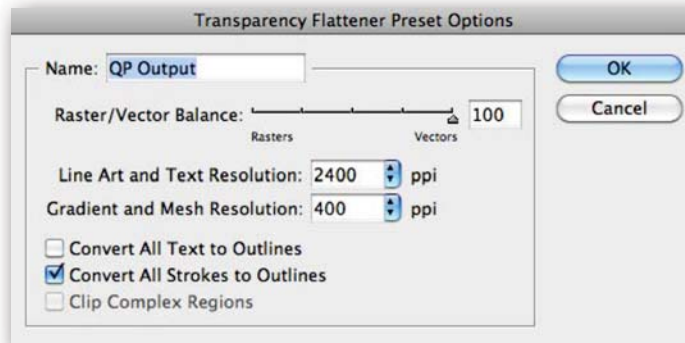 Transparency Flattener Preset Options
Name: QP Output
OK
Raster/Vector Balance: 100
Cancel
Rasters Vectors
Line Art and Text Resolution: 2400 ppi
Gradient and Mesh Resolution: 400 ppi
Convert All Text to Outlines
Convert All Strokes to Outlines
Clip Complex Regions